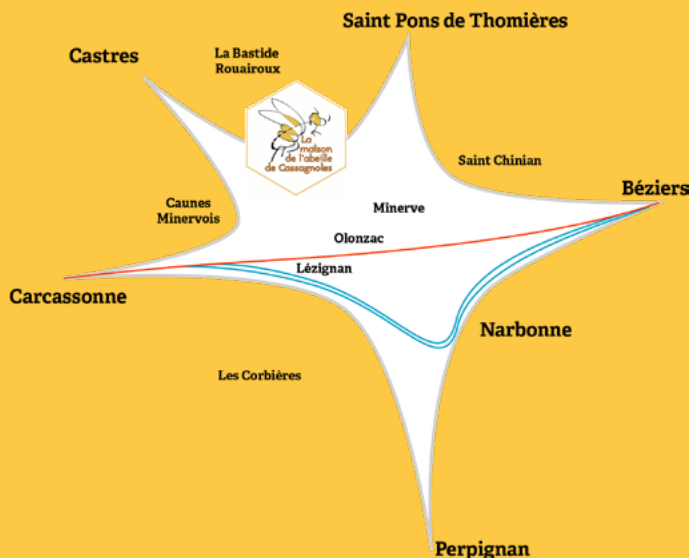 Saint Pons de Thomières
Castres
La Bastide
Rouairoux
La
maison
de l'abeille
de Cassagnoles
Saint Chinian
Béziers
Caunes
Minervois
Minerve
Olonzac
Lézignan
Carcassonne
Narbonne
Les Corbières
Perpignan